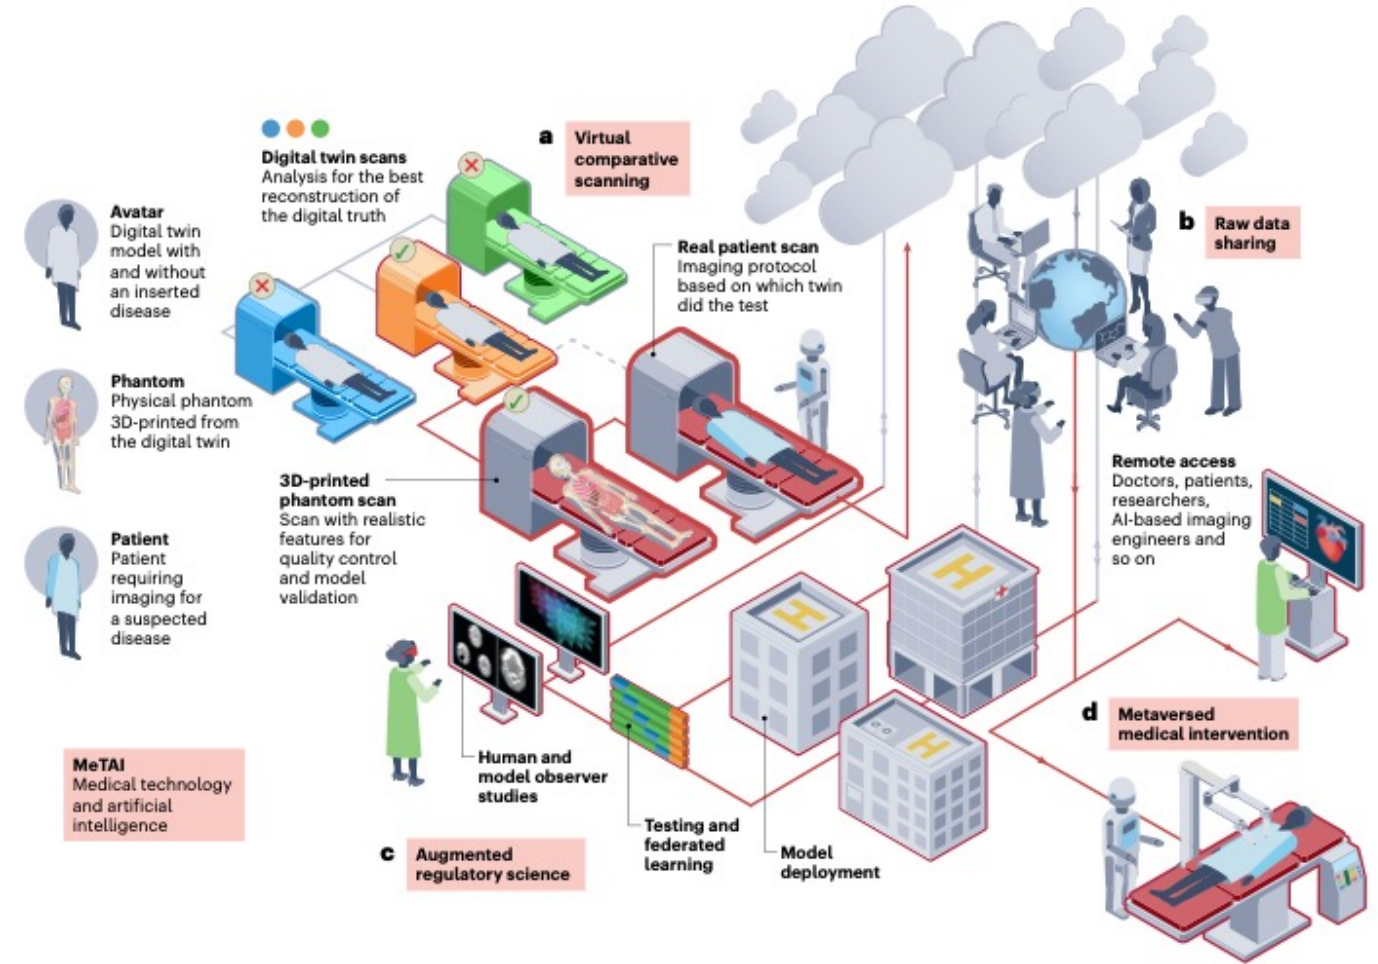 Digital twin scans
Analysis for the best
reconstruction of
the digital truth
a
Virtual
comparative
scanning
Avatar
Digital twin
model with
and without
an inserted
disease
Phantom
Physical phantom
3D-printed from
the digital twin
Patient
Patient
requiring
imaging for
a suspected
disease
Real patient scan
Imaging protocol
based on which twin
did the test
b
Raw data
sharing
3D-printed
phantom scan
Scan with realistic
features for
quality control
and model
validation
Remote access
Doctors, patients,
researchers,
AI-based imaging
engineers and
so on
H
H
H
Human and
model observer
studies
Testing and
federated
learning
Model
deployment
d
Metaversed
medical intervention
MeTAI
Medical technology
and artificial
intelligence
c
Augmented
regulatory science